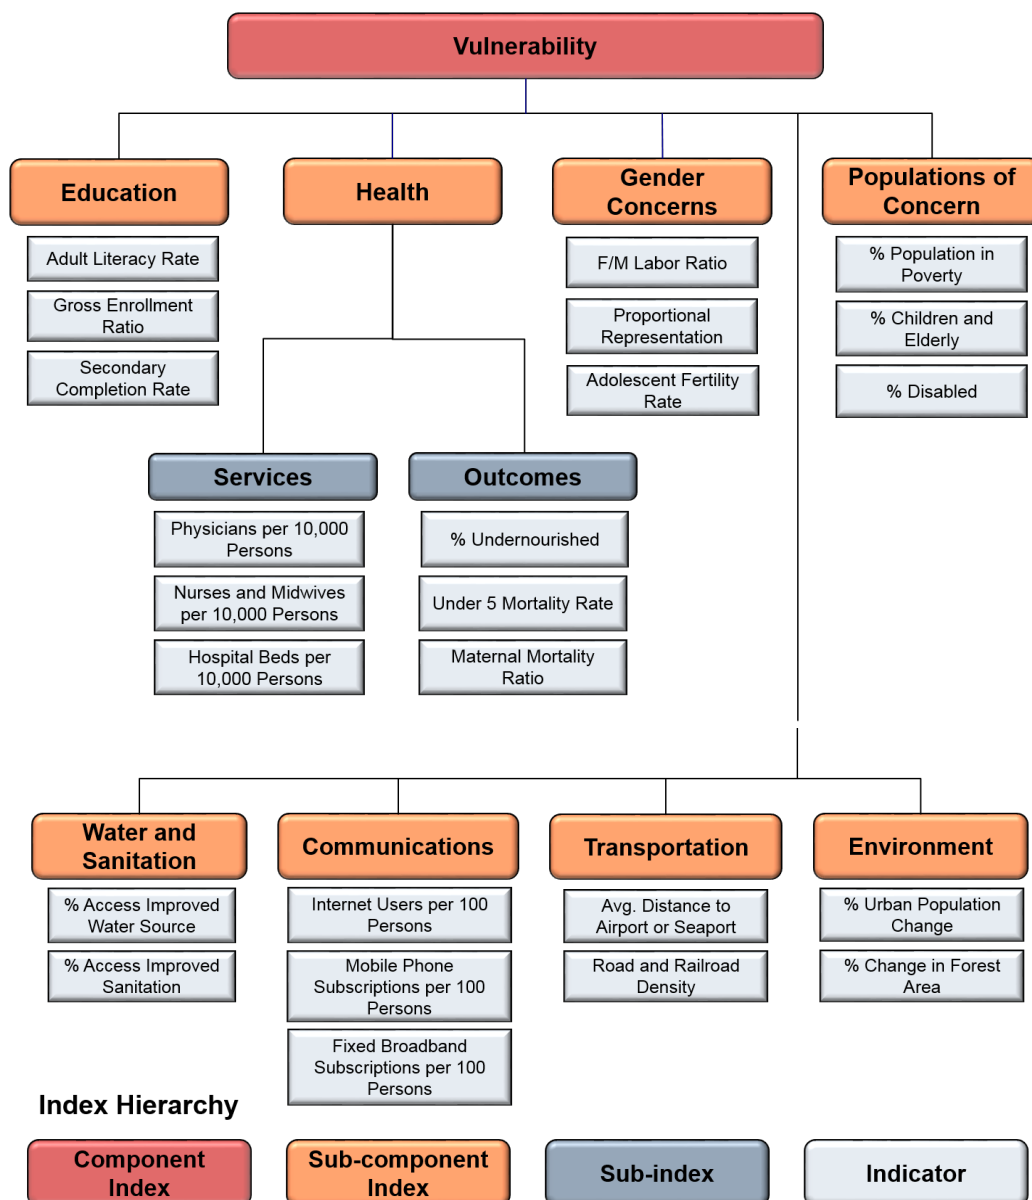 Vulnerability
Education
Health
Gender
Concerns
Populations of
Concern
Adult Literacy Rate
Gross Enrollment
Ratio
Secondary
Completion Rate
F/M Labor Ratio
Proportional
Representation
Adolescent Fertility
Rate
% Population in
Poverty
% Children and
Elderly
% Disabled
Services
Outcomes
Physicians per 10,000
Persons
Nurses and Midwives
per 10,000 Persons
Hospital Beds per
10,000 Persons
% Undernourished
Under 5 Mortality Rate
Maternal Mortality
Ratio
Water and
Sanitation
Communications
Transportation
Environment
% Access Improved
Water Source
% Access Improved
Sanitation
Internet Users per 100
Persons
Mobile Phone
Subscriptions per 100
Persons
Fixed Broadband
Subscriptions per 100
Persons
Avg. Distance to
Airport or Seaport
Road and Railroad
Density
% Urban Population
Change
% Change in Forest
Area
Index Hierarchy
Component
Index
Sub-component
Index
Sub-index
Indicator